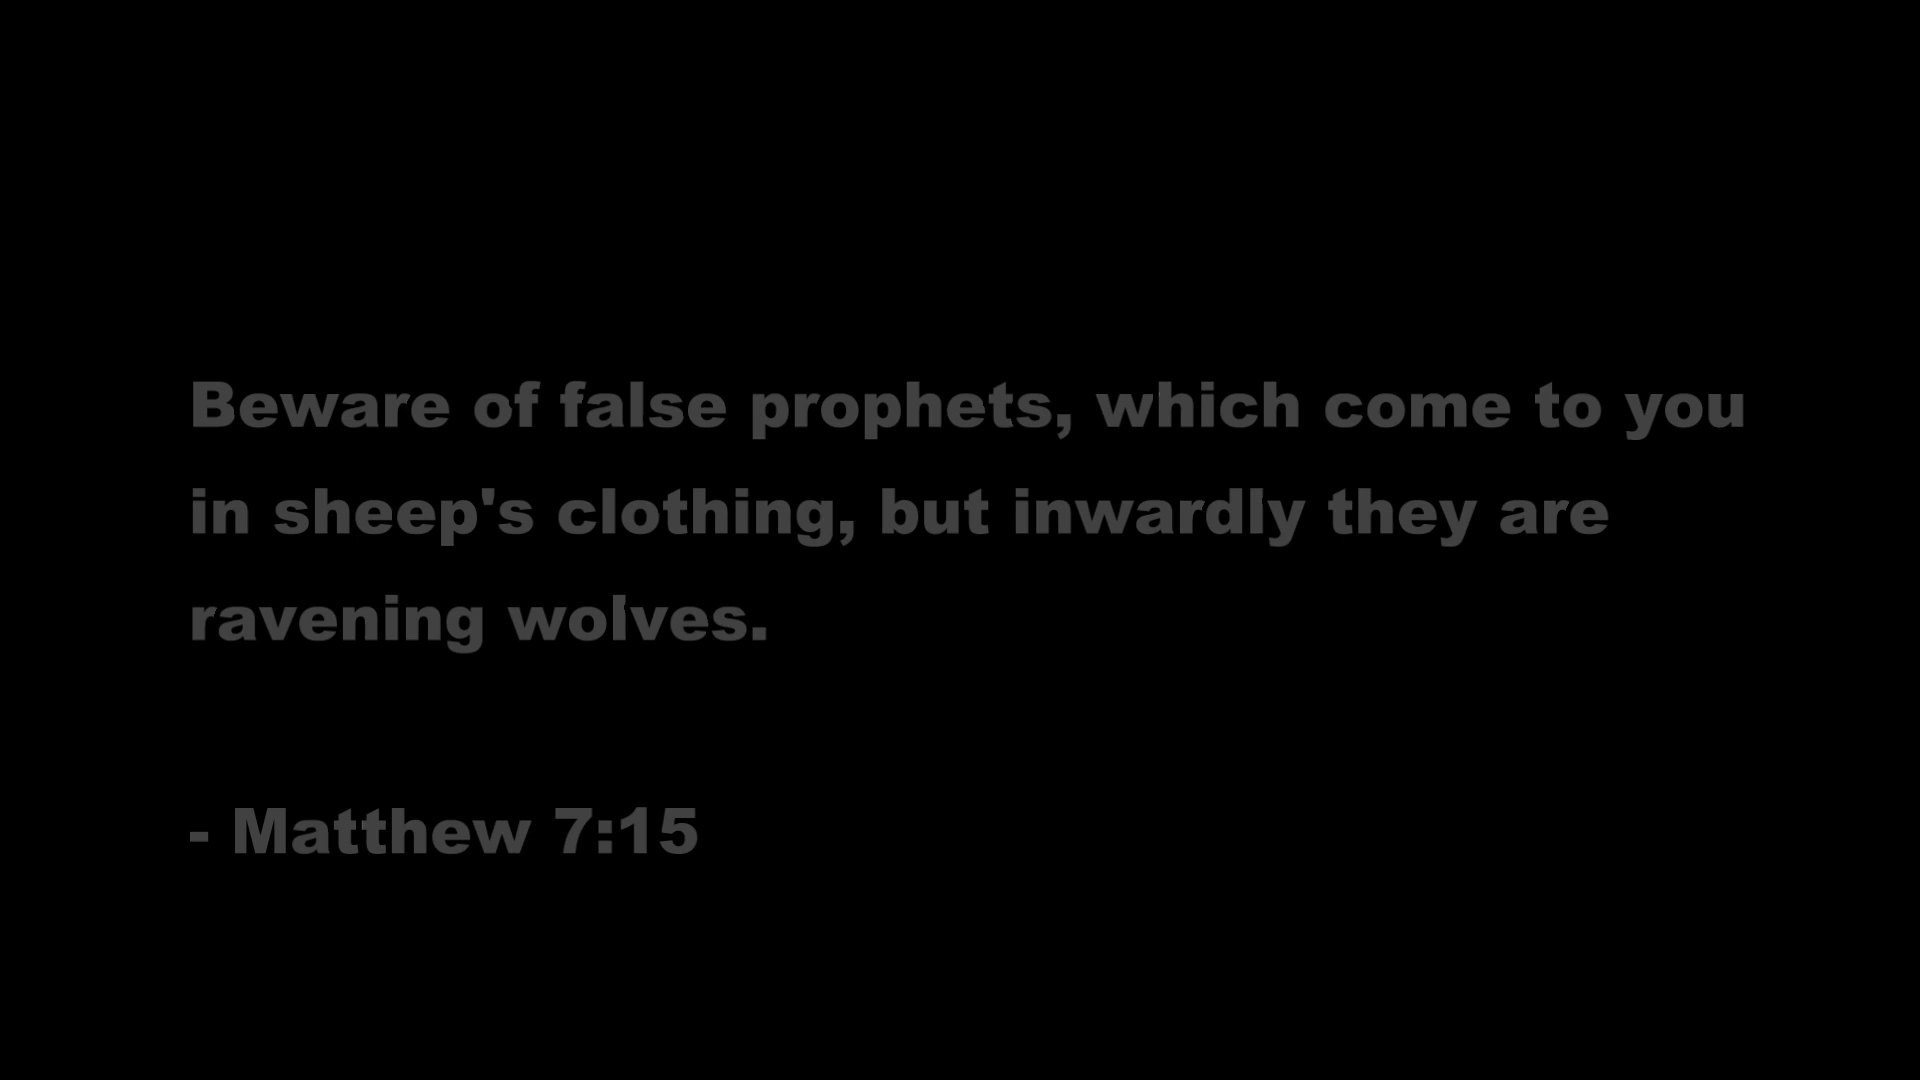 Beware of false prophets, which come to you
in sheep's clothing, but inwardly they are
ravening wolves.
- Matthew 7:15